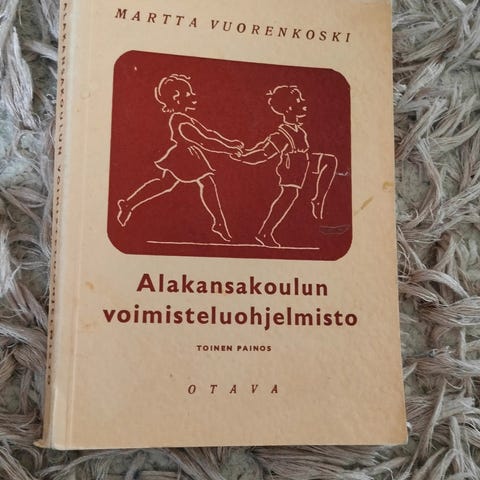 MARTTA VUORENKOSKI
Alakansakoulun
voimisteluohjelmisto
TOINEN PAINOS
OTAVA